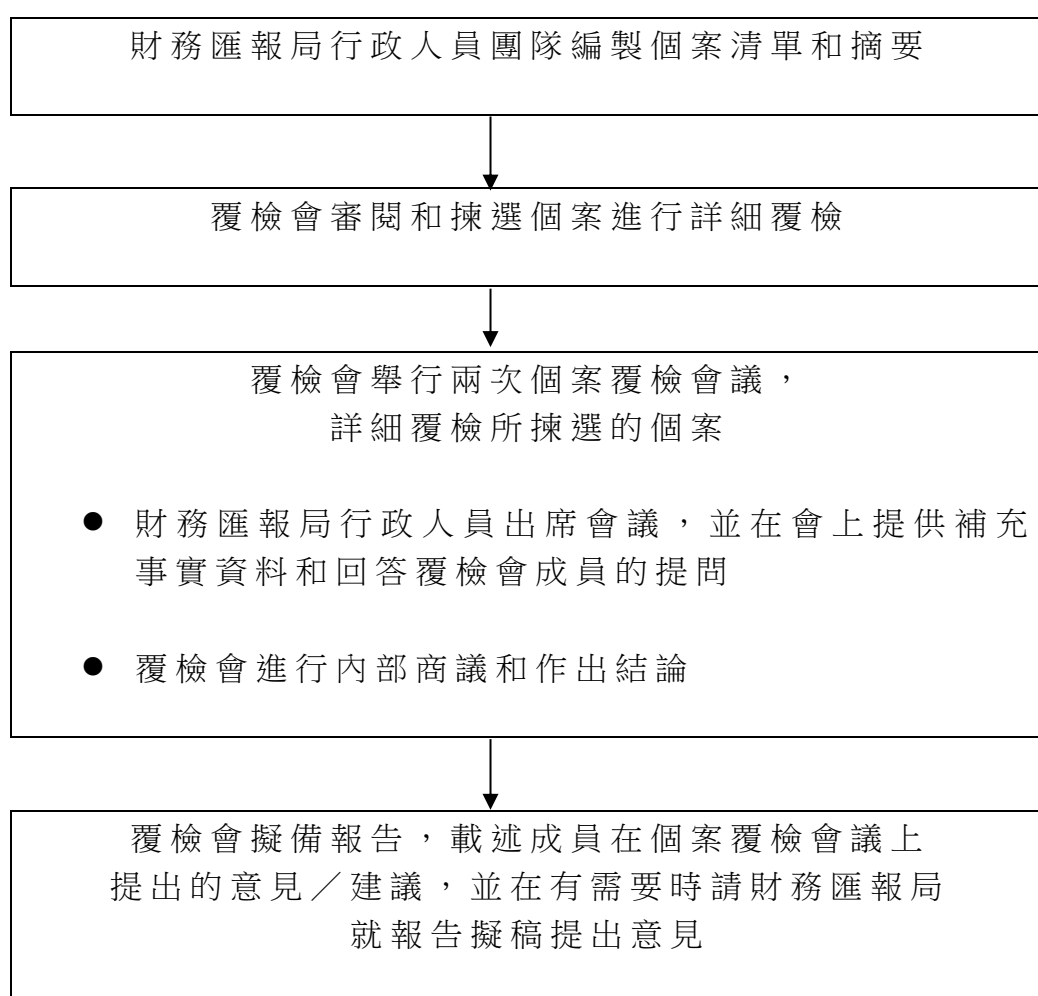 財務匯報局行政人員團隊編製個案清單和摘要
覆檢會審閱和揀選個案進行詳細覆檢
覆檢會舉行兩次個案覆檢會議，
詳細覆檢所揀選的個案
● 財務匯報局行政人員出席會議，並在會上提供補充
事實資料和回答覆檢會成員的提問
● 覆檢會進行內部商議和作出結論
覆檢會擬備報告，載述成員在個案覆檢會議上
提出的意見／建議，並在有需要時請財務匯報局
就報告擬稿提出意見